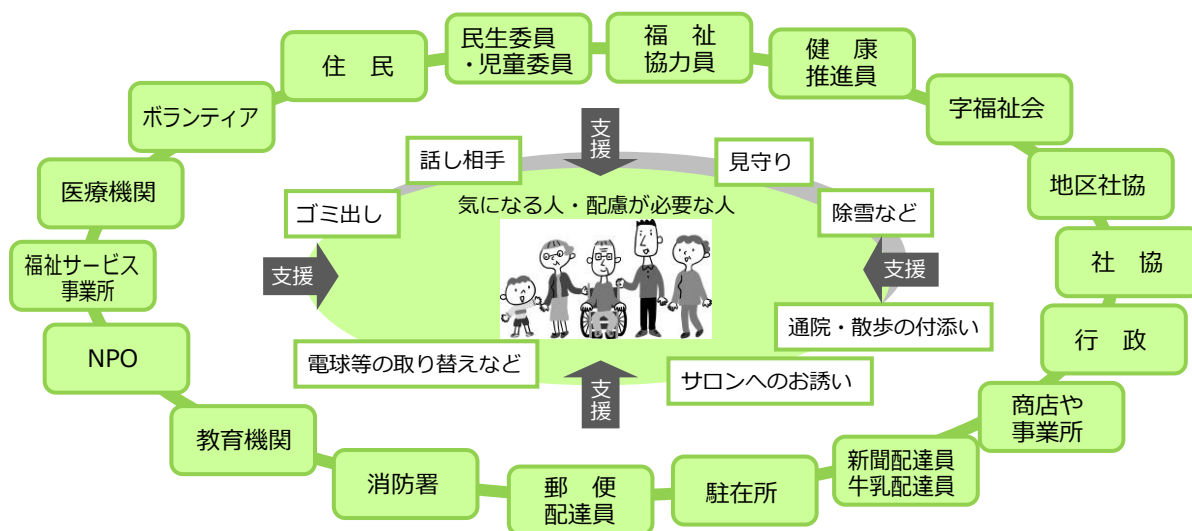 住　民
民生委員
・児童委員
福　祉
協力員
健　康
推進員
字福祉会
地区社協
社　協
行　政
商店や
事業所
新聞配達員
牛乳配達員
駐在所
郵　便
配達員
消防署
教育機関
NPO
福祉サービス
事業所
医療機関
ボランティア
支援
話し相手
見守り
ゴミ出し
気になる人・配慮が必要な人
除雪など
支援
支援
通院・散歩の付添い
電球等の取り替えなど
サロンへのお誘い
支援